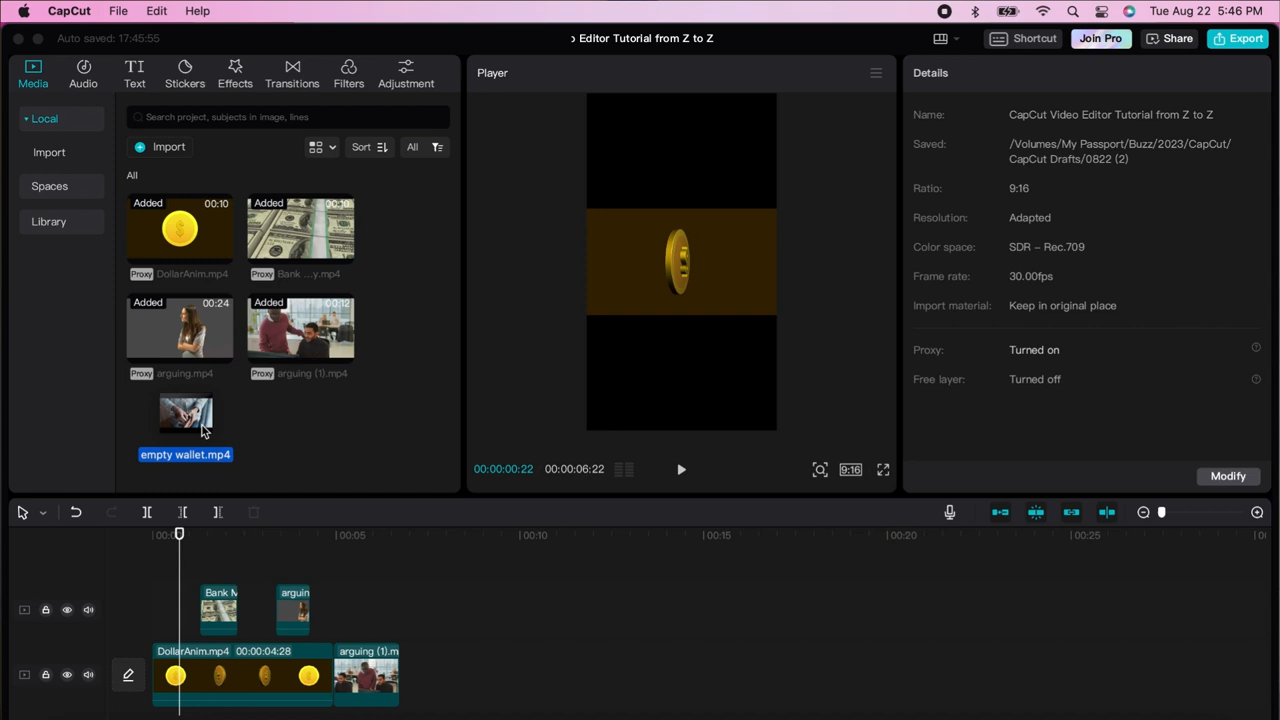 CapCut File Edit Help
Tue Aug 22 5:46 PM
Auto saved: 17:45:55
Editor Tutorial from Z to Z
Shortcut
Join Pro
Share
Export
Media
Audio
Text
Stickers
Effects
Transitions
Filters
Adjustment
Local
Import
Spaces
Library
Search project, subjects in image, lines
Import
Sort
All
All
Added 00:10
Proxy DollarAnim.mp4
Added 00:10
Proxy Bank ...y.mp4
Added 00:24
Proxy arguing.mp4
Added 00:12
Proxy arguing (1).mp4
empty wallet.mp4
Player
00:00:00:22 00:00:06:22
9:16
Details
Name: CapCut Video Editor Tutorial from Z to Z
Saved: /Volumes/My Passport/Buzz/2023/CapCut/
CapCut Drafts/0822 (2)
Ratio: 9:16
Resolution: Adapted
Color space: SDR – Rec.709
Frame rate: 30.00fps
Import material: Keep in original place
Proxy: Turned on
Free layer: Turned off
Modify
00:05 00:10 00:15 00:20 00:25
Bank M
arguin
DollarAnim.mp4 00:00:04:28
arguing (1).m